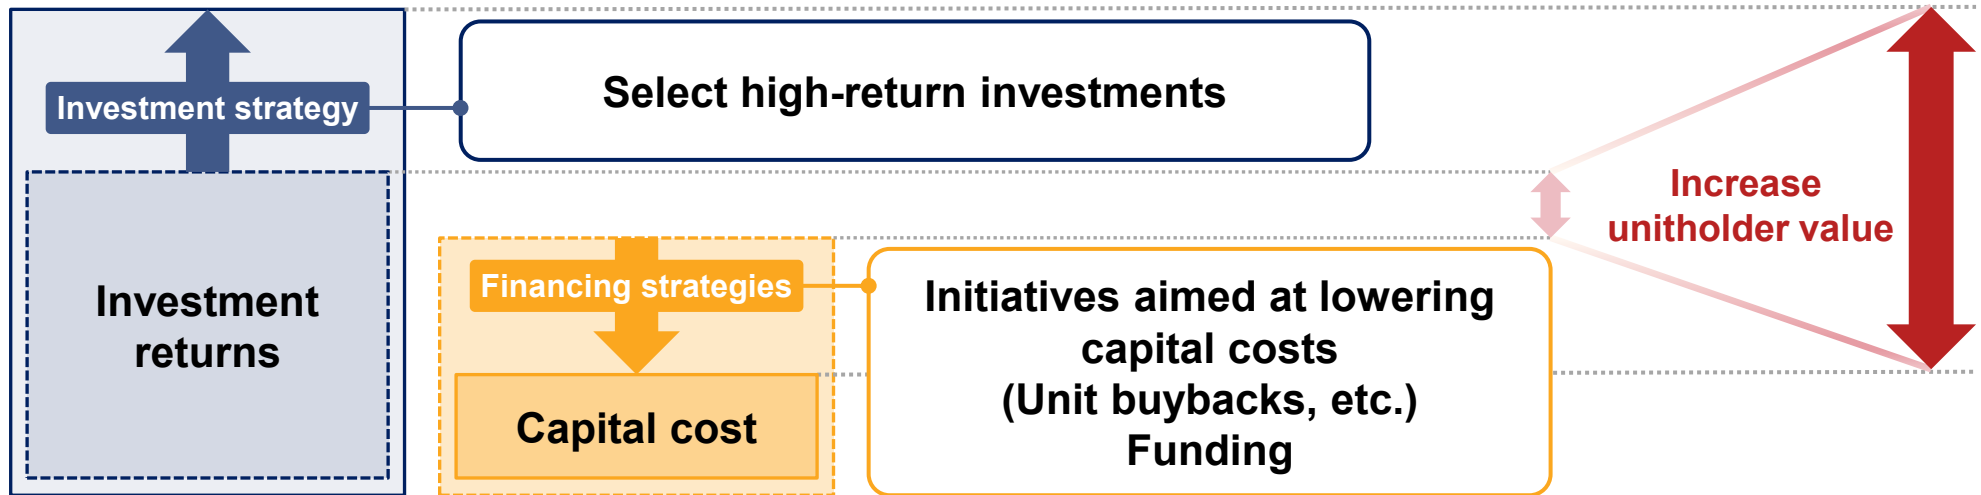 Investment strategy
Select high-return investments
Increase
unitholder value
Investment
returns
Financing strategies
Capital cost
Initiatives aimed at lowering
capital costs
(Unit buybacks, etc.)
Funding